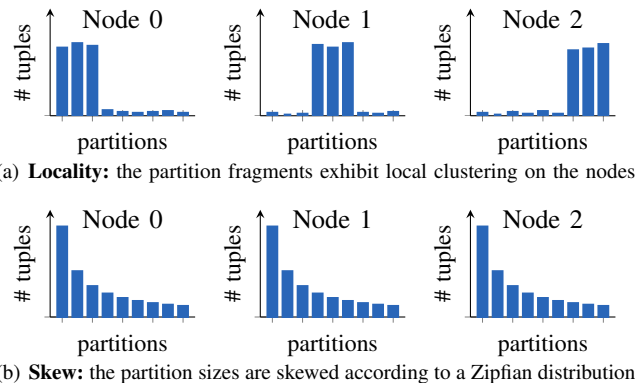 Node 0 Node 1 Node 2
# tuples # tuples # tuples
partitions partitions partitions
a) Locality: the partition fragments exhibit local clustering on the nodes
Node 0 Node 1 Node 2
# tuples # tuples # tuples
partitions partitions partitions
b) Skew: the partition sizes are skewed according to a Zipfian distribution